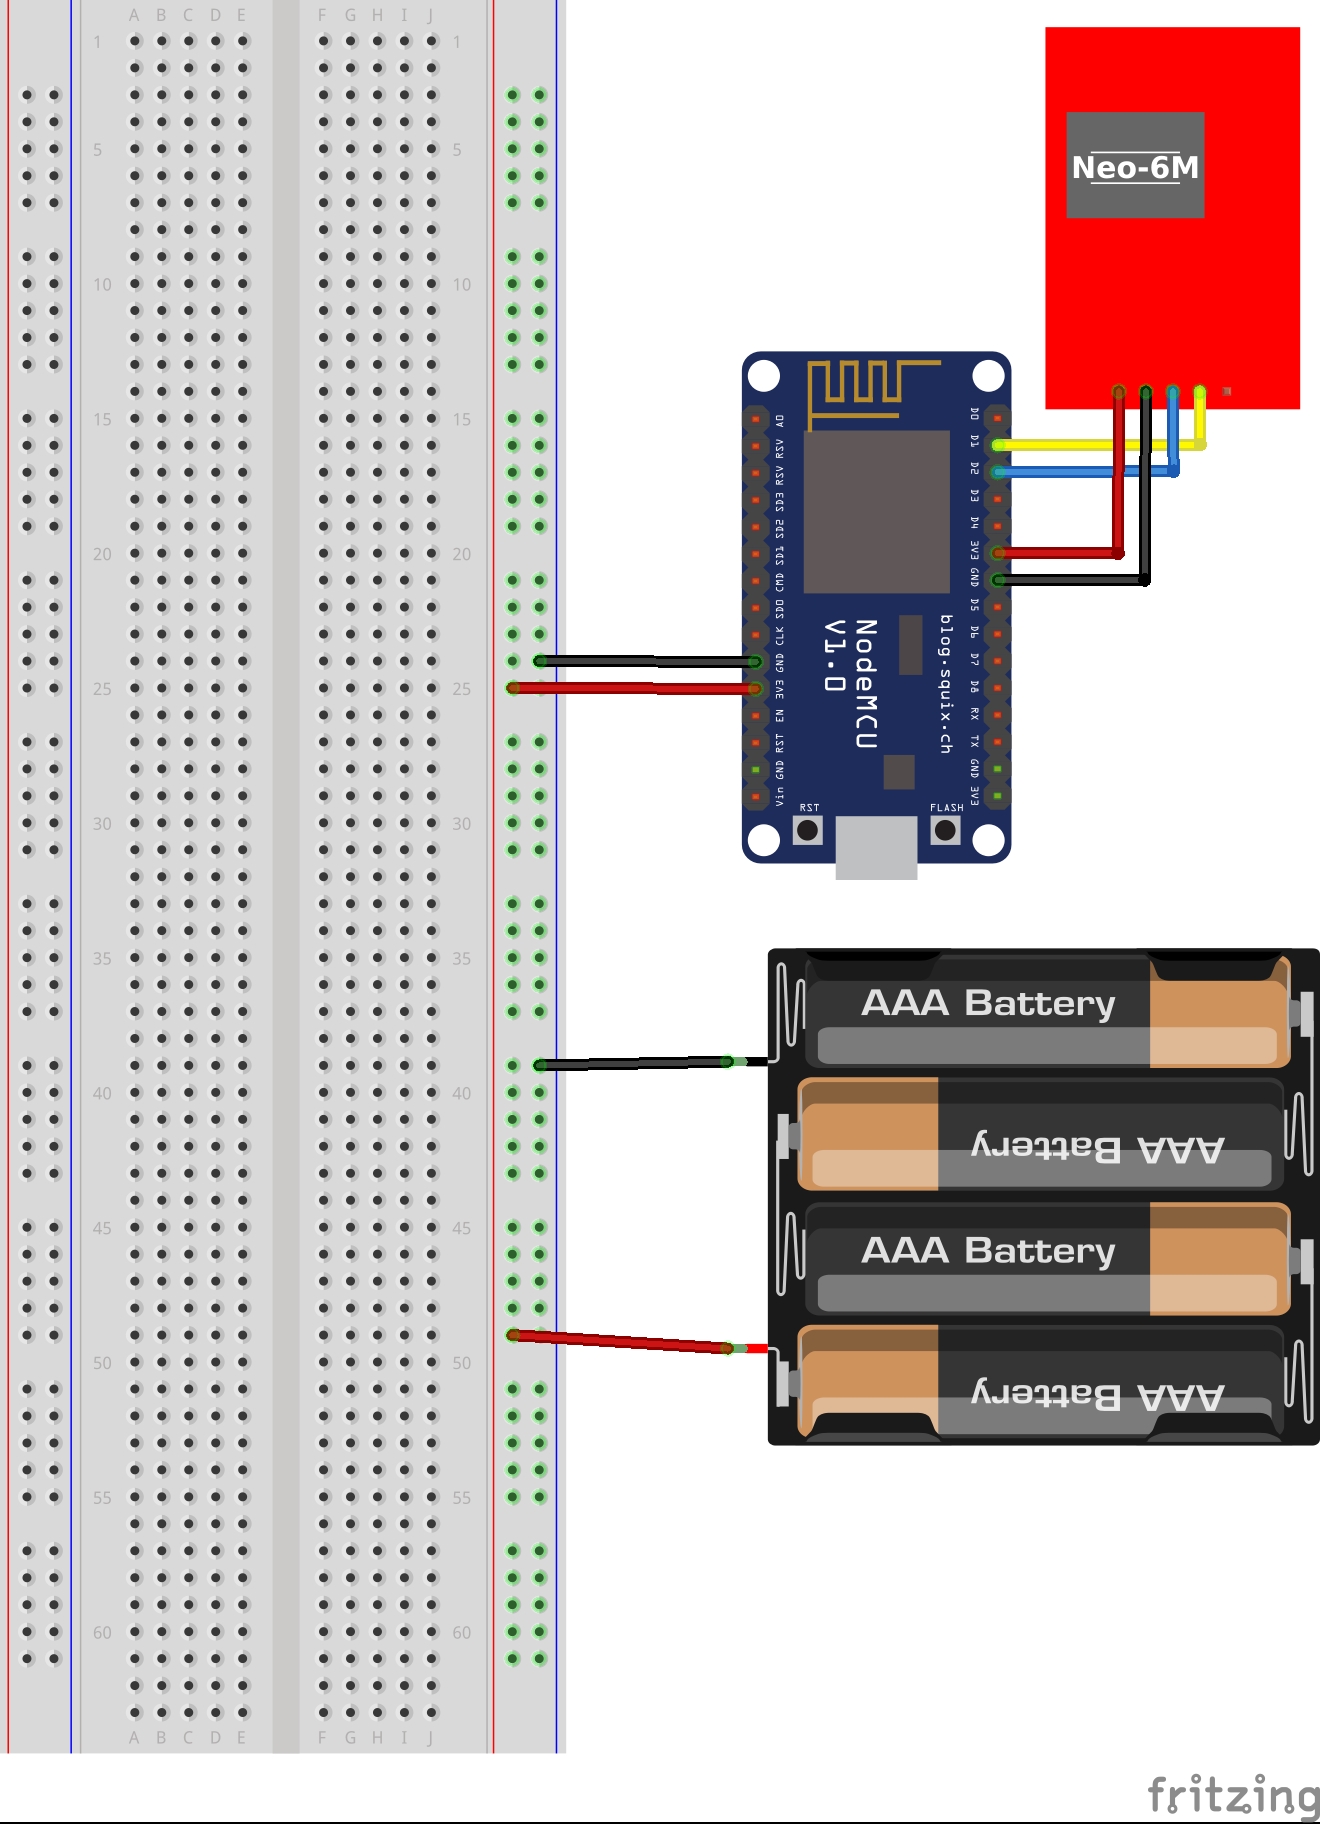 A B C D E F G H I J
1 1
5 5
10 10
15 15
20 20
25 25
30 30
35 35
40 40
45 45
50 50
55 55
60 60
A B C D E F G H I J
Neo-6M
A0
RSV
RSV
SD3
SD2
SD1
CMD
SD0
CLK
GND
3V3
EN
RST
GND
Vin
D0
D1
D2
D3
D4
3V3
GND
D5
D6
D7
D8
RX
TX
GND
3V3
NodeMCU
V1.0
blog.squix.ch
RST
FLASH
AAA Battery
AAA Battery
AAA Battery
AAA Battery
fritzing